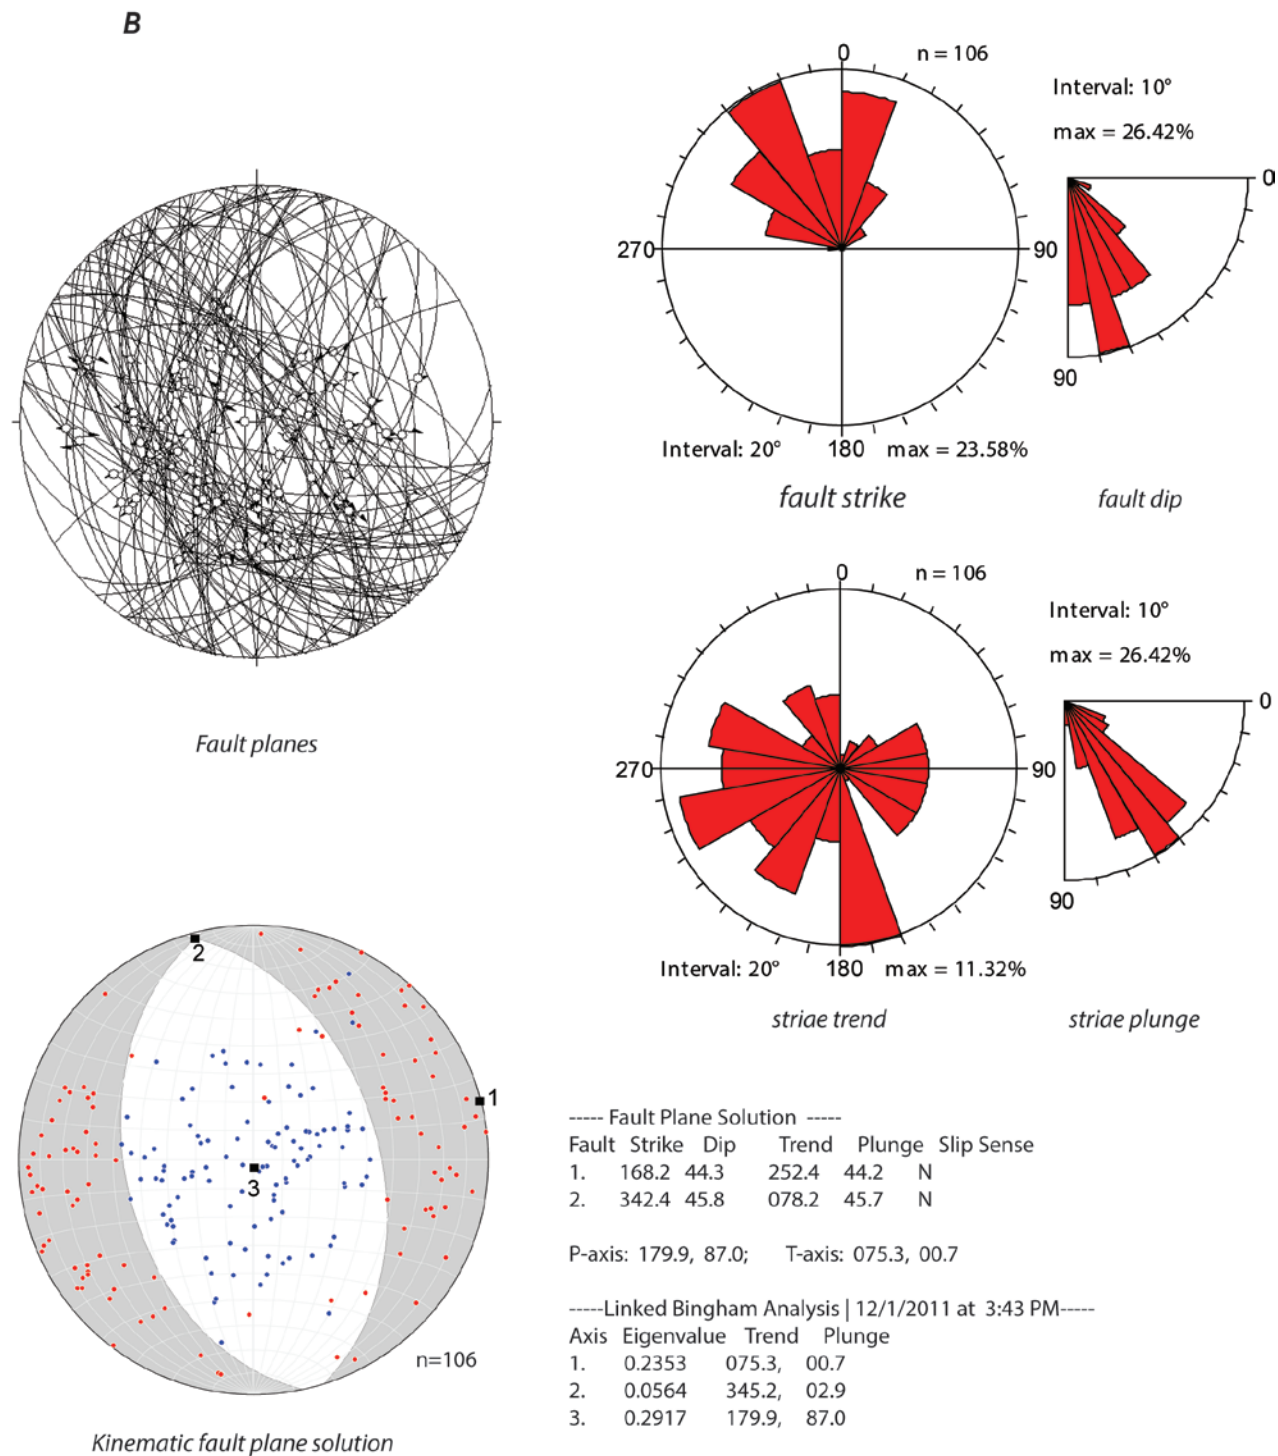 B
0
n = 106
270
90
Interval: 20°
180
max = 23.58%
fault strike
Interval: 10°
max = 26.42%
0
90
fault dip
Fault planes
0
n = 106
270
90
Interval: 20°
180
max = 11.32%
striae trend
Interval: 10°
max = 26.42%
0
90
striae plunge
2
1
3
n=106
Kinematic fault plane solution
----- Fault Plane Solution -----
Fault Strike Dip Trend Plunge Slip Sense
1. 168.2 44.3 252.4 44.2 N
2. 342.4 45.8 078.2 45.7 N
P-axis: 179.9, 87.0; T-axis: 075.3, 00.7
-----Linked Bingham Analysis | 12/1/2011 at 3:43 PM-----
Axis Eigenvalue Trend Plunge
1. 0.2353 075.3, 00.7
2. 0.0564 345.2, 02.9
3. 0.2917 179.9, 87.0